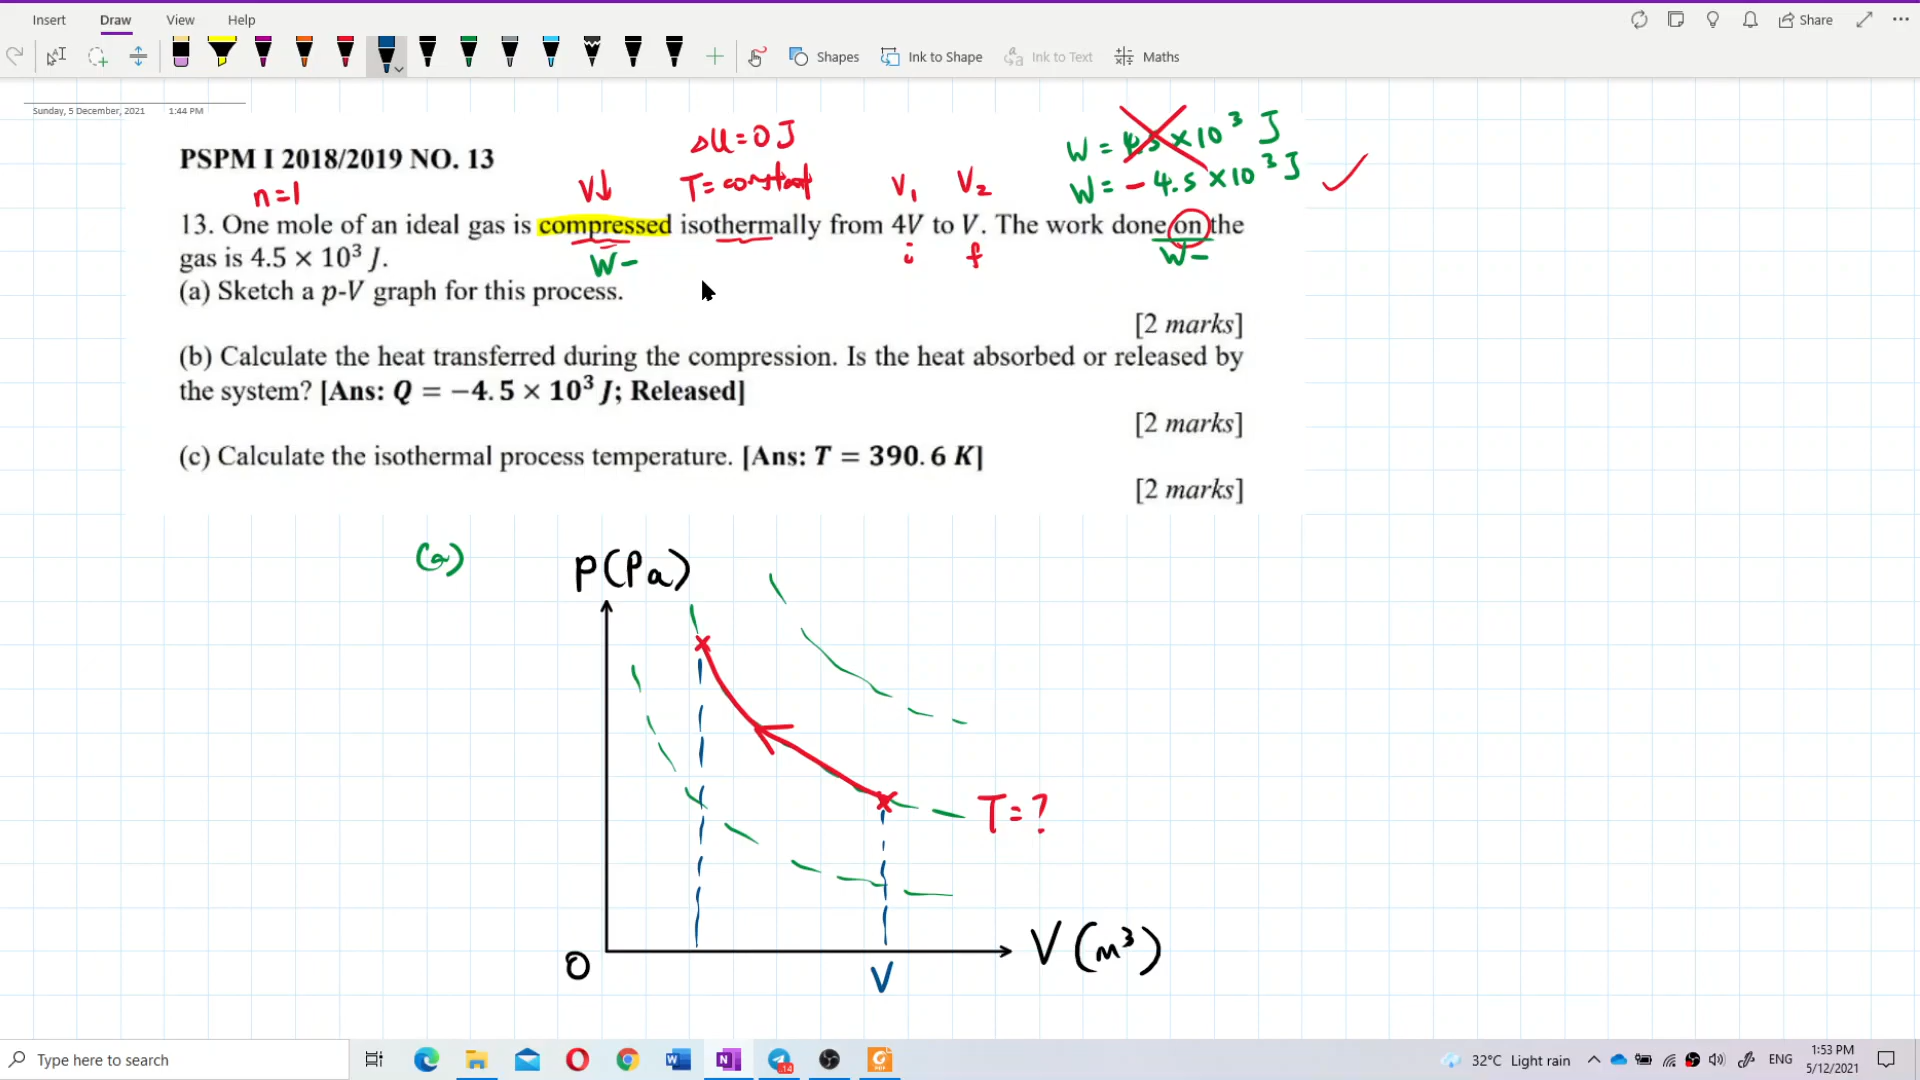 Insert Draw View Help
Share
Shapes Ink to Shape Ink to Text Maths
Sunday, 5 December, 2021 1:44 PM
PSPM I 2018/2019 NO. 13
ΔU = 0 J
W = 4.5 × 10³ J
n = 1 V↓ T = constant V₁ V₂ W = - 4.5 × 10³ J
13. One mole of an ideal gas is compressed isothermally from 4V to V. The work done on the
W - i f W -
gas is 4.5 × 10³ J.
(a) Sketch a p-V graph for this process.
[2 marks]
(b) Calculate the heat transferred during the compression. Is the heat absorbed or released by
the system? [Ans: Q = −4.5 × 10³ J; Released]
[2 marks]
(c) Calculate the isothermal process temperature. [Ans: T = 390.6 K]
[2 marks]
(a) P(Pa)
T = ?
V (m³)
O V
Type here to search
14
32°C Light rain
ENG
1:53 PM
5/12/2021